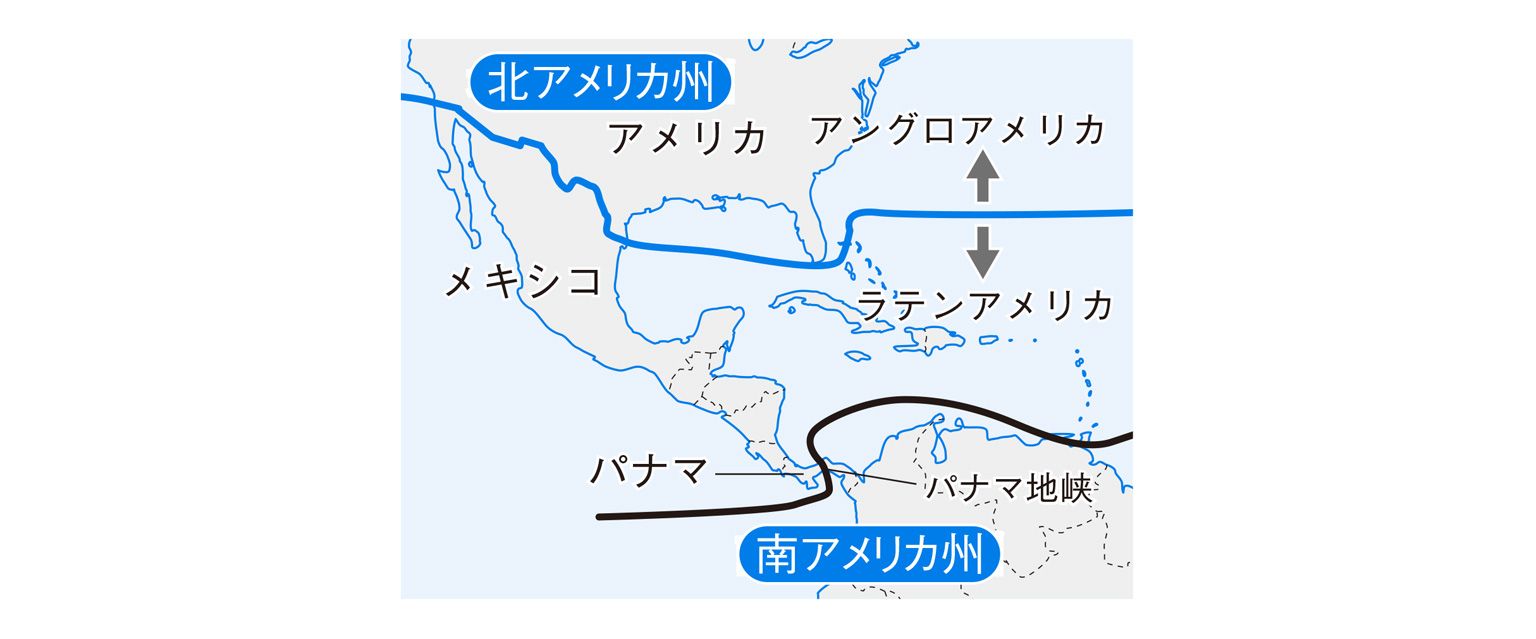 北アメリカ州
アメリカ
アングロアメリカ
メキシコ
ラテンアメリカ
パナマ
パナマ地峡
南アメリカ州